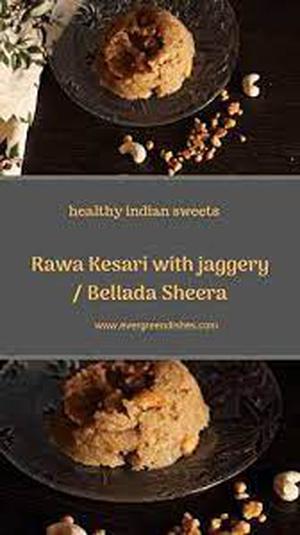 healthy indian sweets
Rawa Kesari with jaggery
/ Bellada Sheera
www.evergreendishes.com